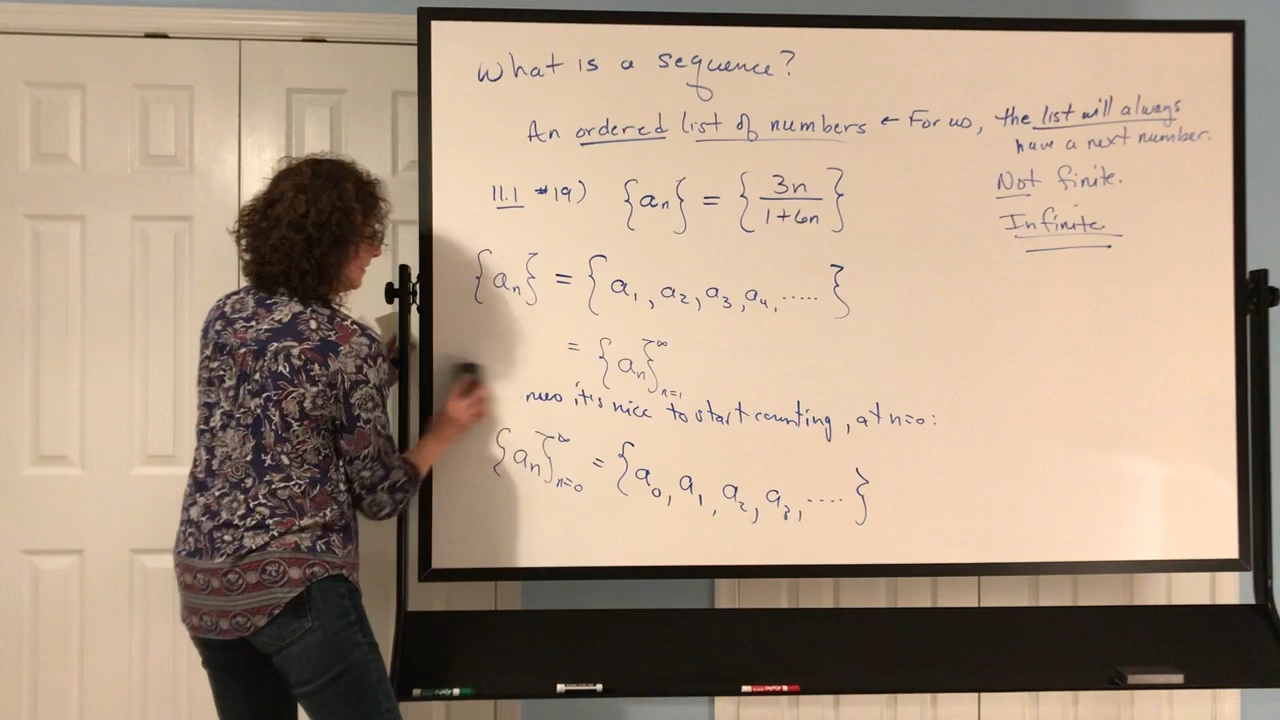 What is a sequence?
An ordered list of numbers ← For us, the list will always
have a next number.
Not finite.
Infinite.
11.1 #19) {aₙ} = {3n/(1+6n)}
{aₙ} = {a₁, a₂, a₃, a₄, .....}
= {aₙ}ₙ₌₁^∞
it's nice to start counting, at n=0:
{aₙ}ₙ₌₀^∞ = {a₀, a₁, a₂, a₃, ....}